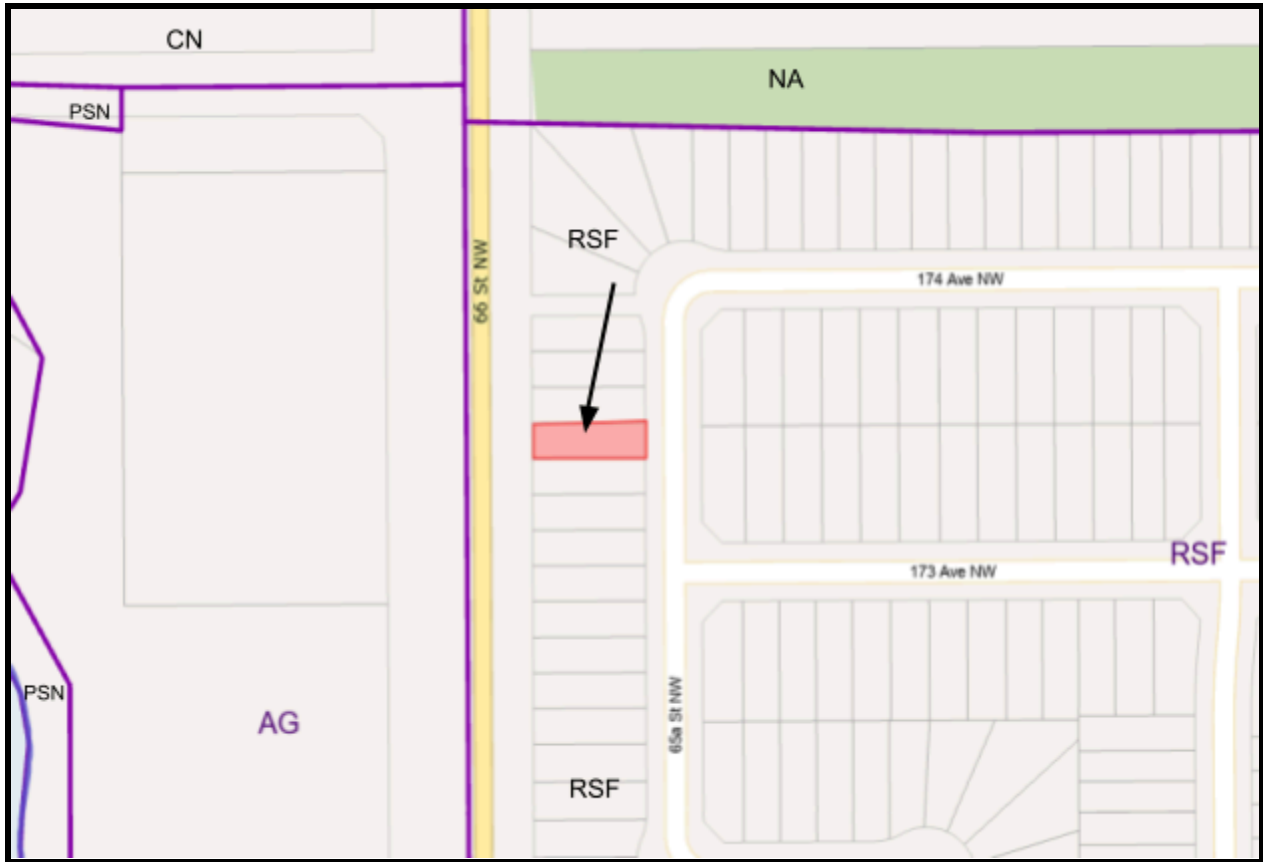 CN
NA
PSN
RSF
66 St NW
174 Ave NW
RSF
173 Ave NW
PSN
AG
65a St NW
RSF